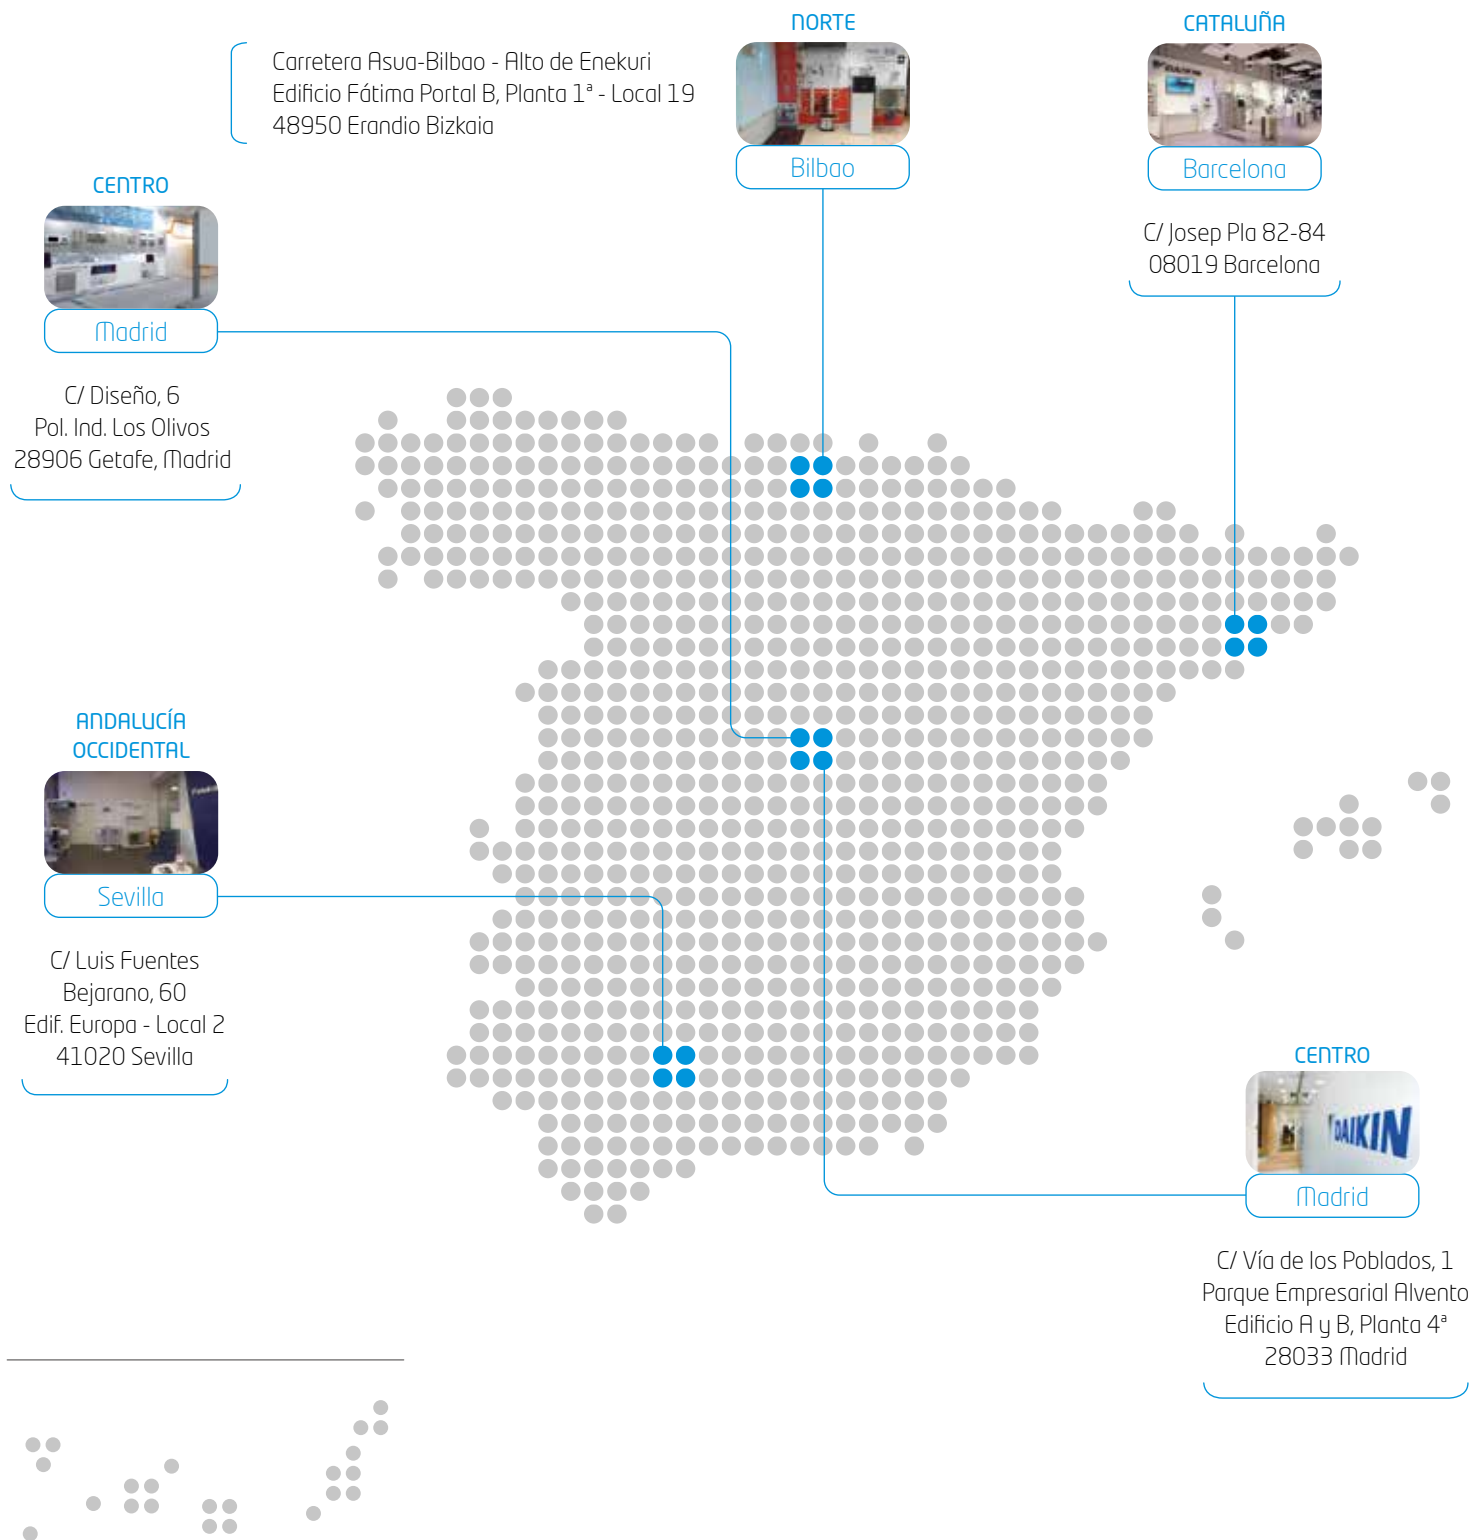 NORTE
Carretera Asua-Bilbao - Alto de Enekuri
Edificio Fátima Portal B, Planta 1ª - Local 19
48950 Erandio Bizkaia
Bilbao
CATALUÑA
Barcelona
C/ Josep Pla 82-84
08019 Barcelona
CENTRO
Madrid
C/ Diseño, 6
Pol. Ind. Los Olivos
28906 Getafe, Madrid
ANDALUCÍA
OCCIDENTAL
Sevilla
C/ Luis Fuentes
Bejarano, 60
Edif. Europa - Local 2
41020 Sevilla
CENTRO
DAIKIN
Madrid
C/ Vía de los Poblados, 1
Parque Empresarial Alvento
Edificio A y B, Planta 4ª
28033 Madrid